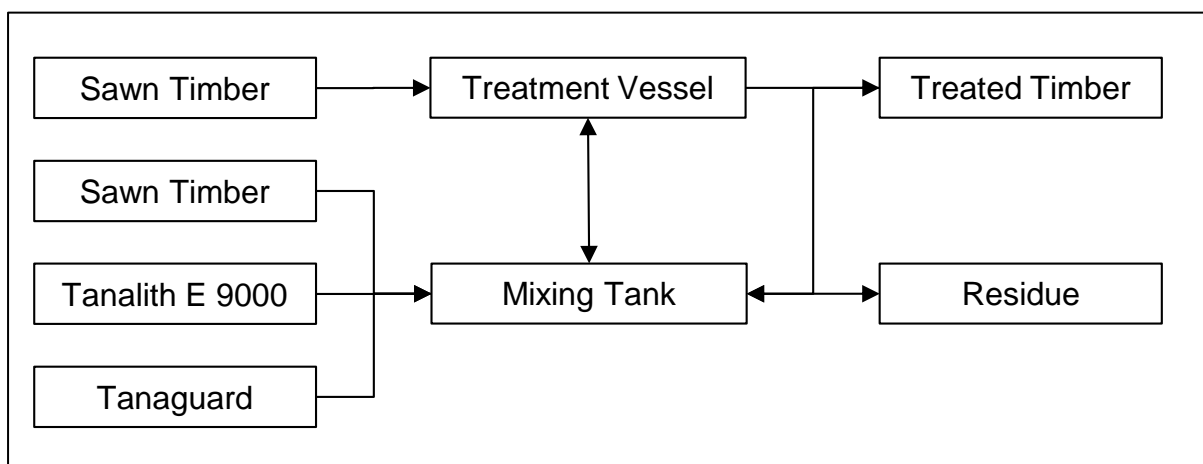 Sawn Timber
Treatment Vessel
Treated Timber
Sawn Timber
Tanalith E 9000
Mixing Tank
Residue
Tanaguard